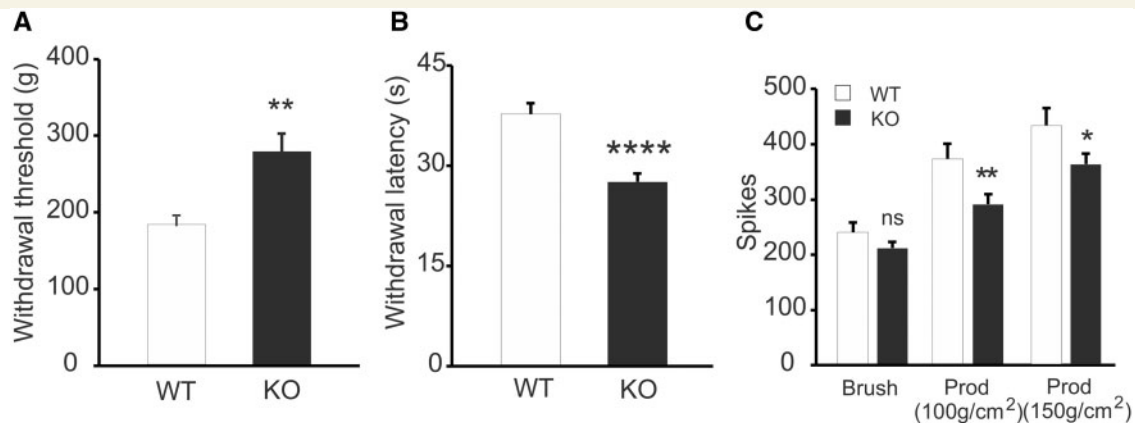 A
Withdrawal threshold (g)
400
300
200
100
0
**
WT
KO
B
Withdrawal latency (s)
45
30
15
0
****
WT
KO
C
Spikes
500
400
300
200
100
0
WT
KO
ns
**
*
Brush
Prod
(100g/cm²)
Prod
(150g/cm²)